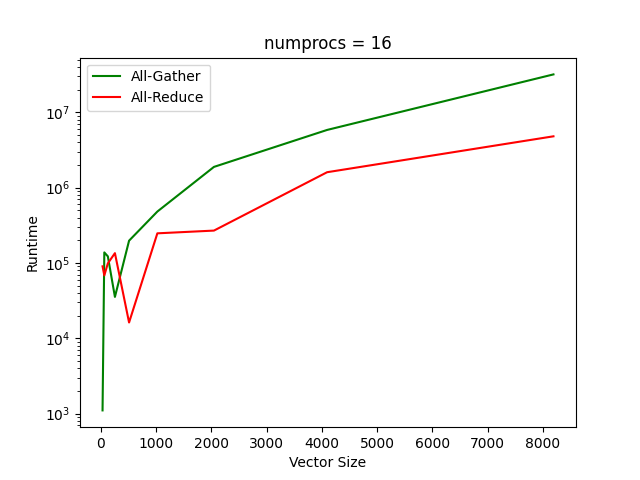 numprocs = 16
All-Gather
All-Reduce
Runtime
10^7
10^6
10^5
10^4
10^3
0 1000 2000 3000 4000 5000 6000 7000 8000
Vector Size